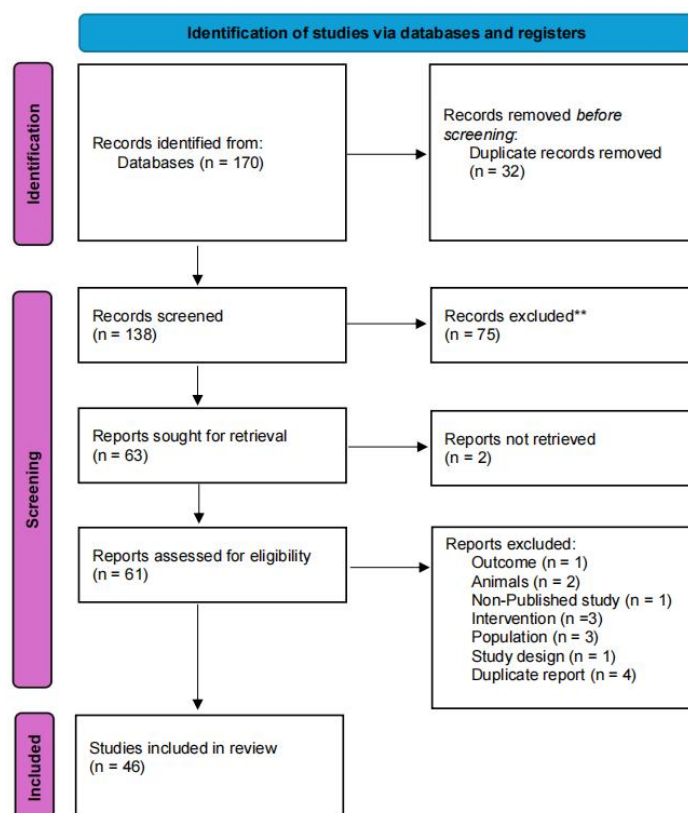 Identification of studies via databases and registers
Identification
Records identified from:
Databases (n = 170)
Records removed before
screening:
Duplicate records removed
(n = 32)
Screening
Records screened
(n = 138)
Records excluded**
(n = 75)
Reports sought for retrieval
(n = 63)
Reports not retrieved
(n = 2)
Reports assessed for eligibility
(n = 61)
Reports excluded:
Outcome (n = 1)
Animals (n = 2)
Non-Published study (n = 1)
Intervention (n =3)
Population (n = 3)
Study design (n = 1)
Duplicate report (n = 4)
Included
Studies included in review
(n = 46)